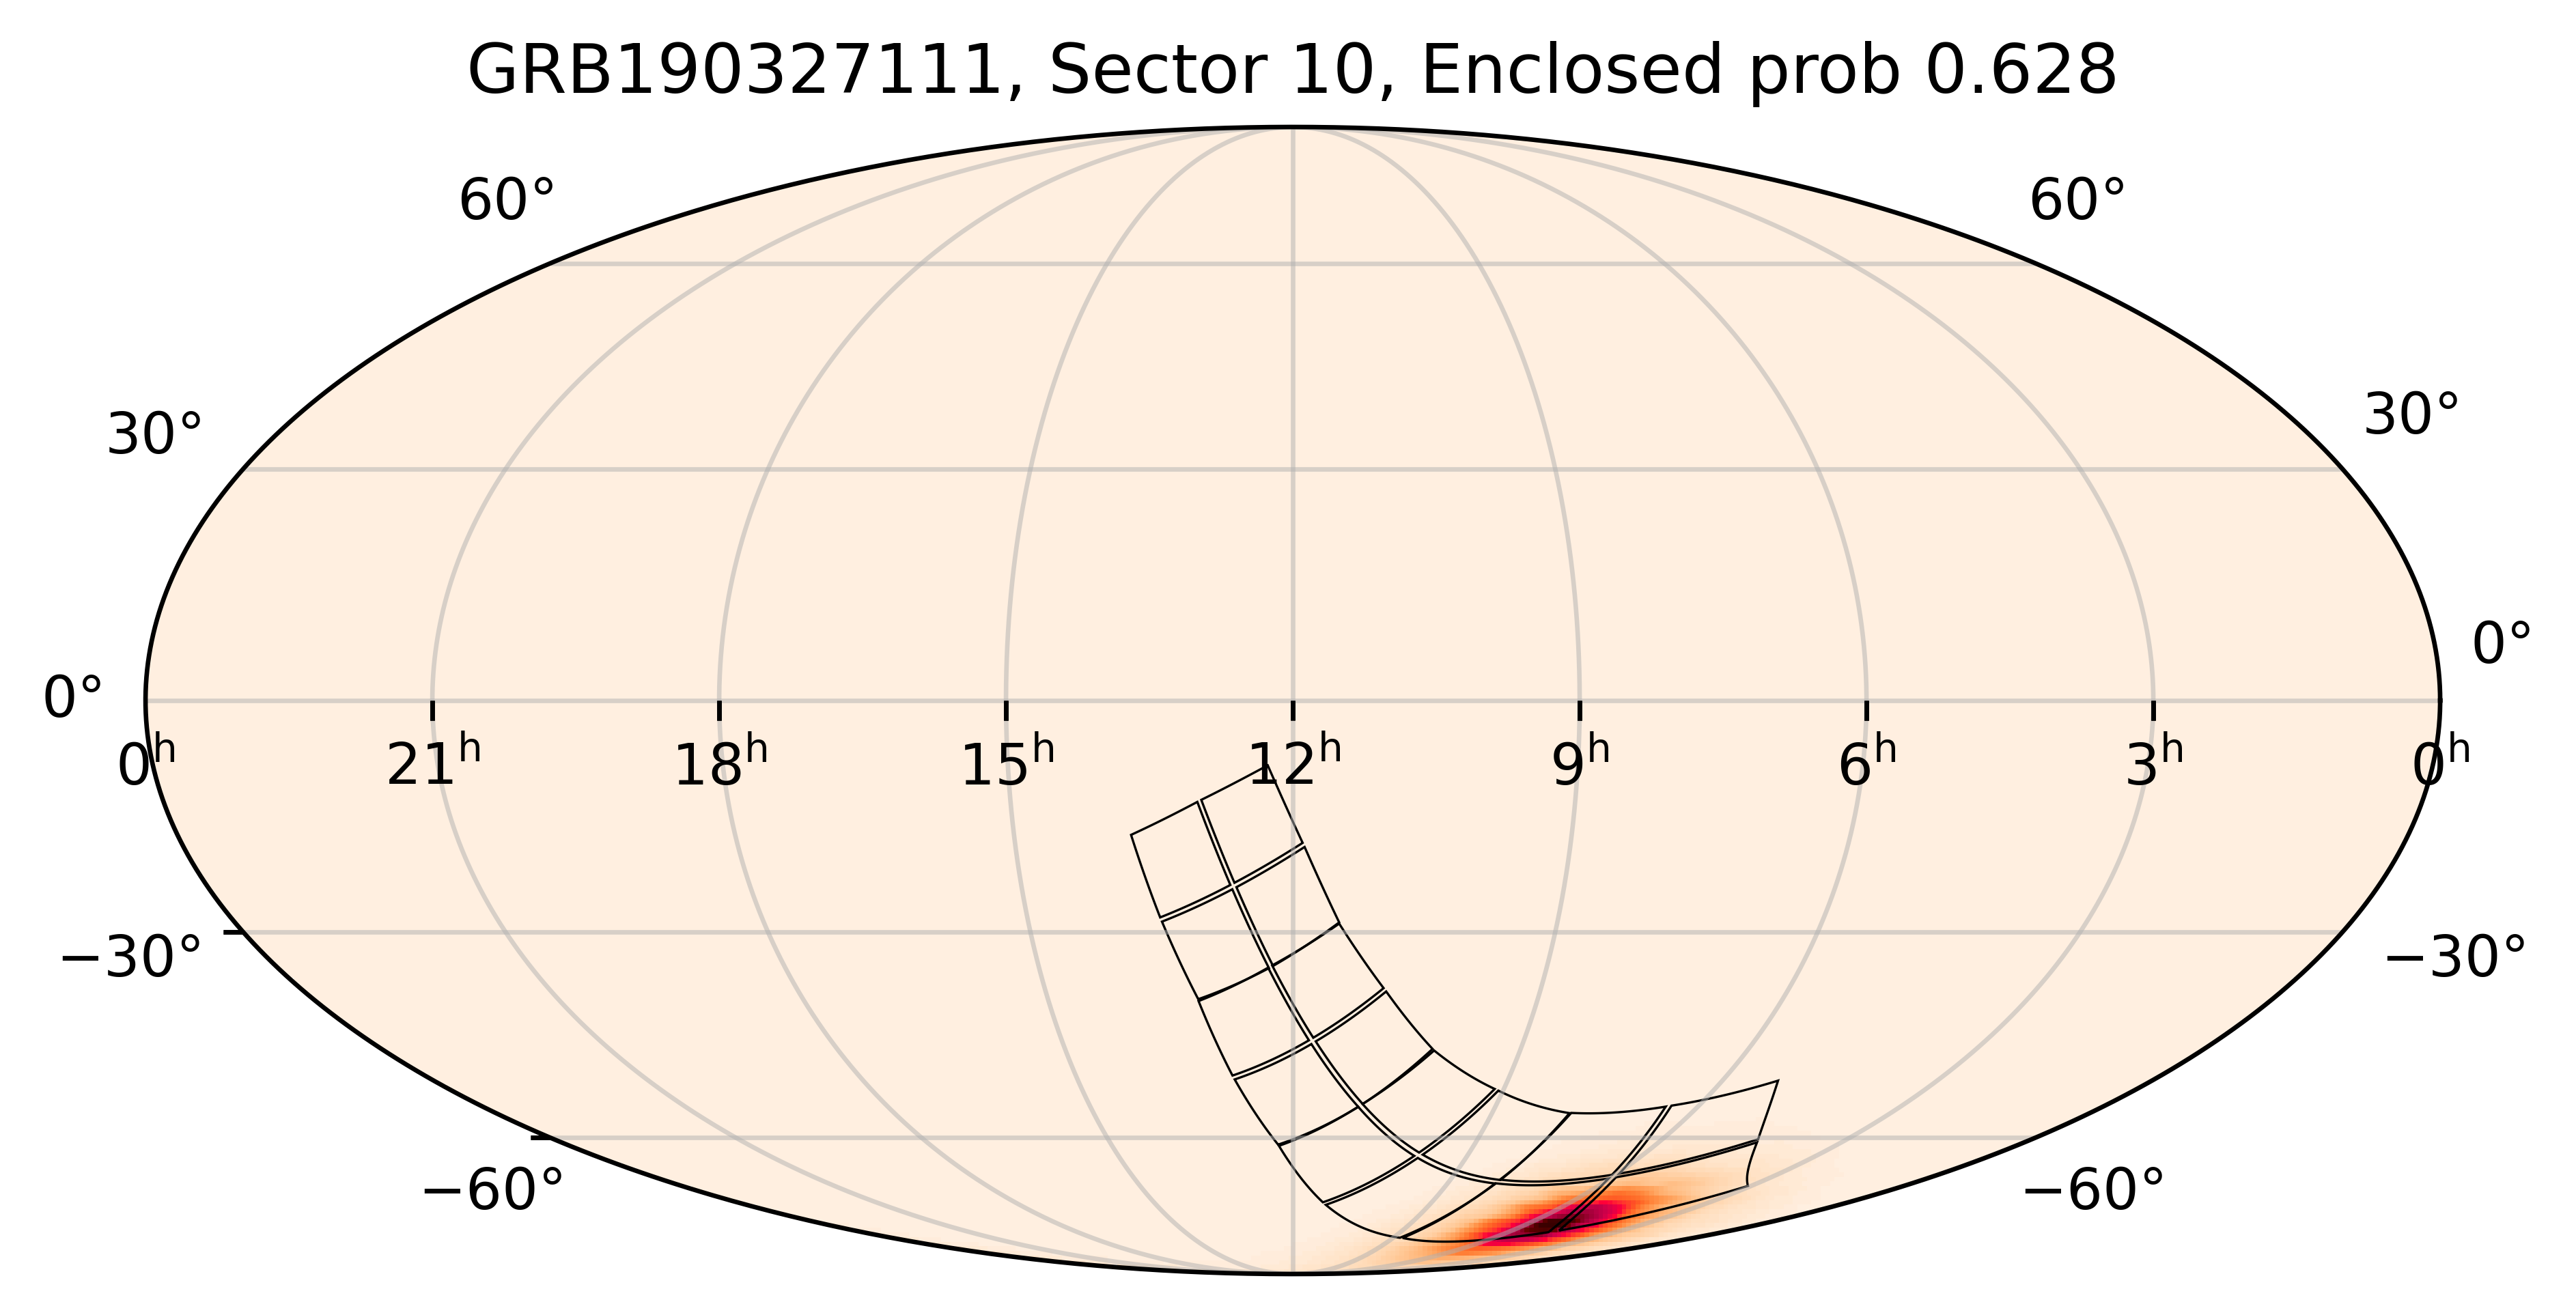 GRB190327111, Sector 10, Enclosed prob 0.628
60° 60°
30° 30°
0° 0°
0ʰ 21ʰ 18ʰ 15ʰ 12ʰ 9ʰ 6ʰ 3ʰ 0ʰ
−30° −30°
−60° −60°